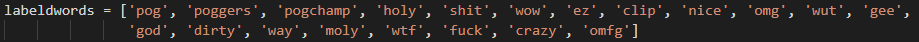 labeldwords = ['pog', 'poggers', 'pogchamp', 'holy', 'shit', 'wow', 'ez', 'clip', 'nice', 'omg', 'wut', 'gee',
'god', 'dirty', 'way', 'moly', 'wtf', 'fuck', 'crazy', 'omfg']